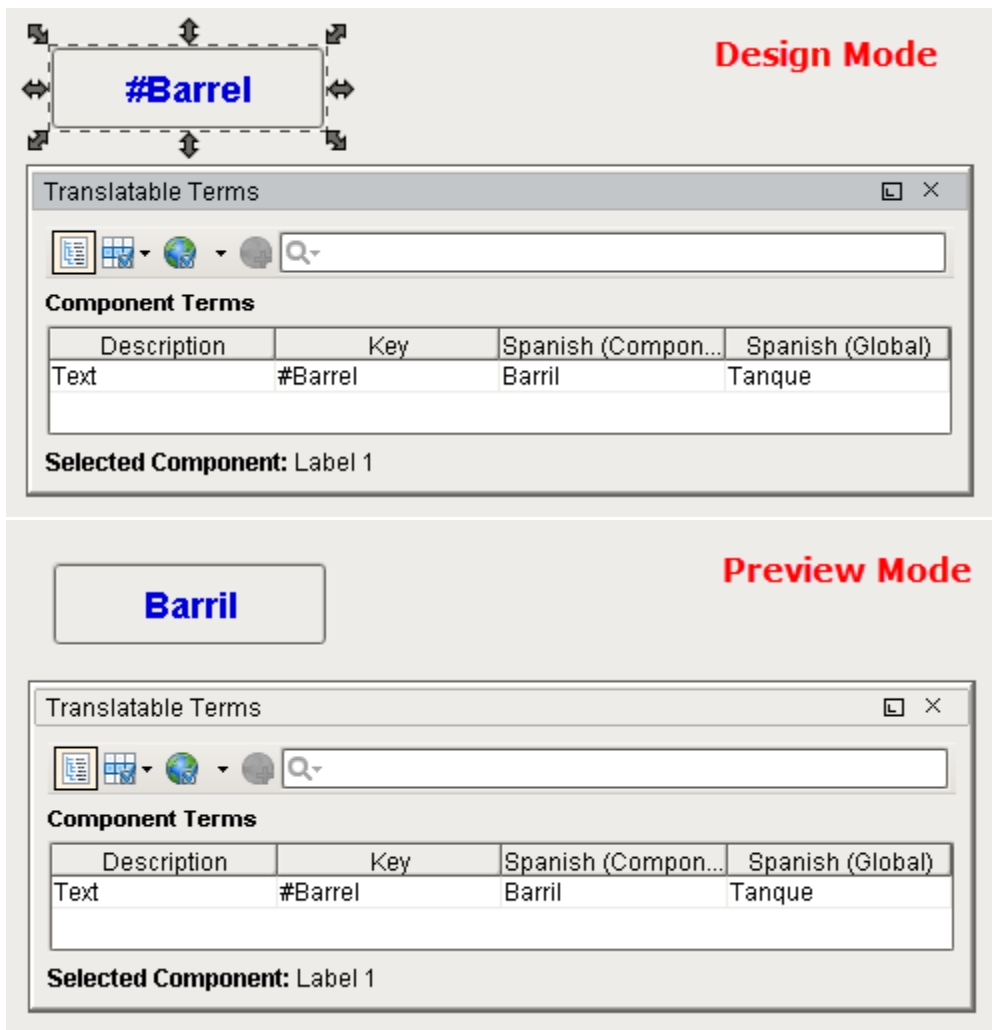 Design Mode
#Barrel
Translatable Terms
Component Terms
Description Key Spanish (Compon... Spanish (Global)
Text #Barrel Barril Tanque
Selected Component: Label 1
Preview Mode
Barril
Translatable Terms
Component Terms
Description Key Spanish (Compon... Spanish (Global)
Text #Barrel Barril Tanque
Selected Component: Label 1